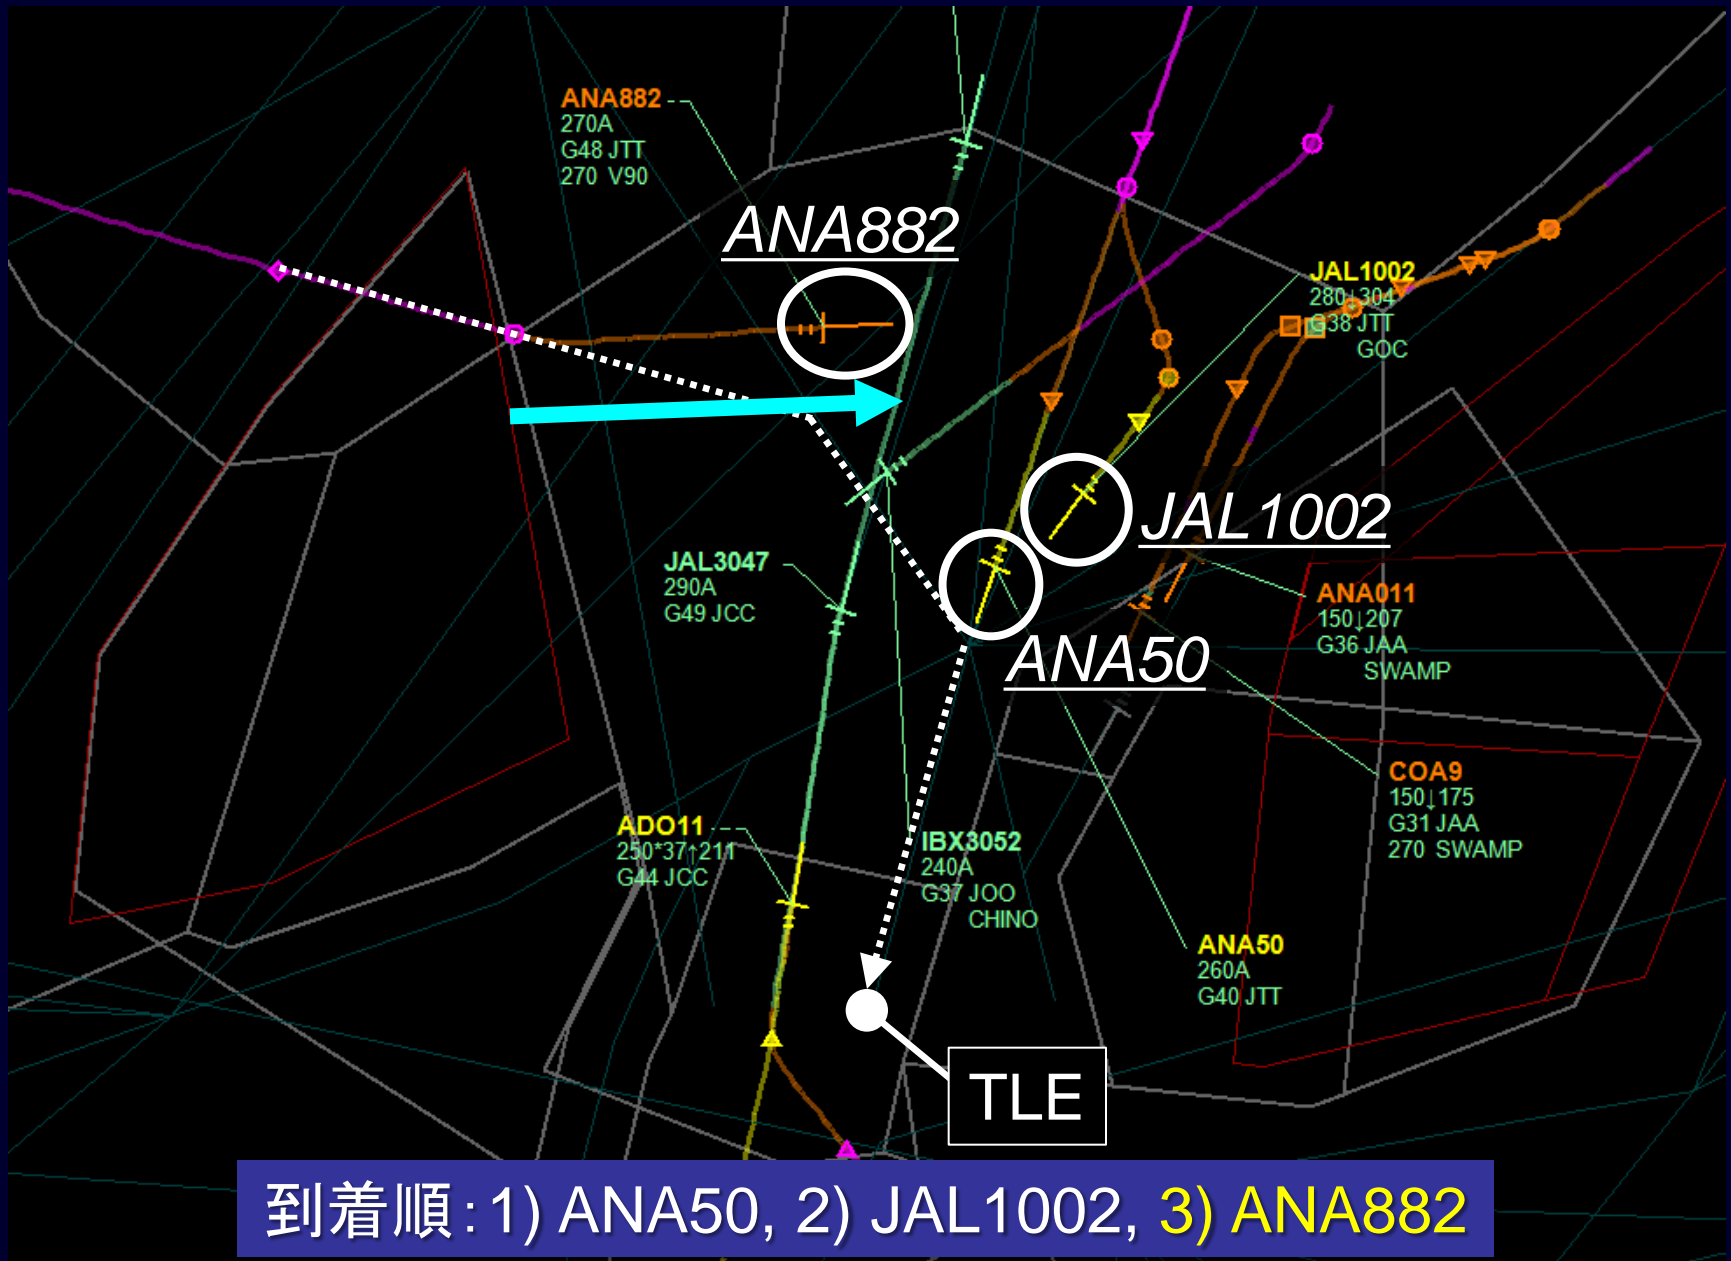 ANA882
270A
G48 JTT
270 V90
ANA882
JAL1002
280↓304
G38 JTT
GOC
JAL1002
JAL3047
290A
G49 JCC
ANA50
ANA011
150↓207
G36 JAA
SWAMP
COA9
150↓175
G31 JAA
270 SWAMP
ADO11
250*37↑211
G44 JCC
IBX3052
240A
G37 JOO
CHINO
ANA50
260A
G40 JTT
TLE
到着順：1) ANA50, 2) JAL1002, 3) ANA882